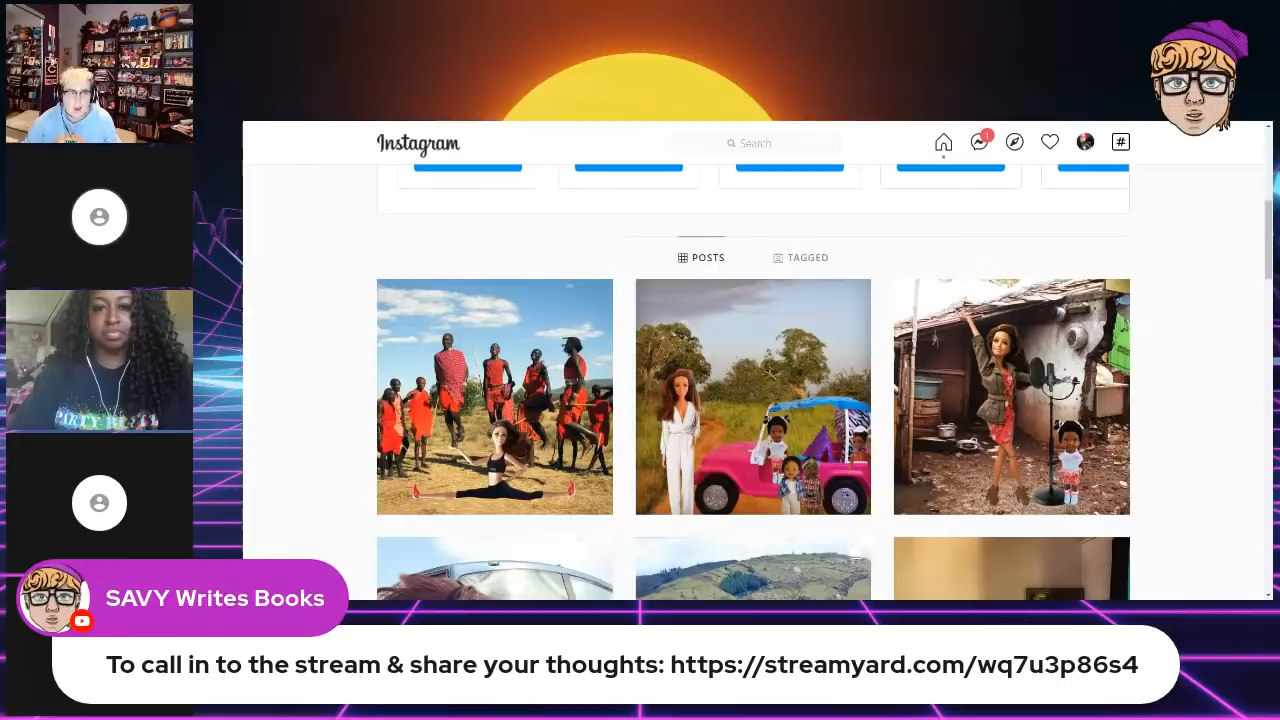 Instagram
Search
1
#
POSTS
TAGGED
SAVY Writes Books
To call in to the stream & share your thoughts: https://streamyard.com/wq7u3p86s4